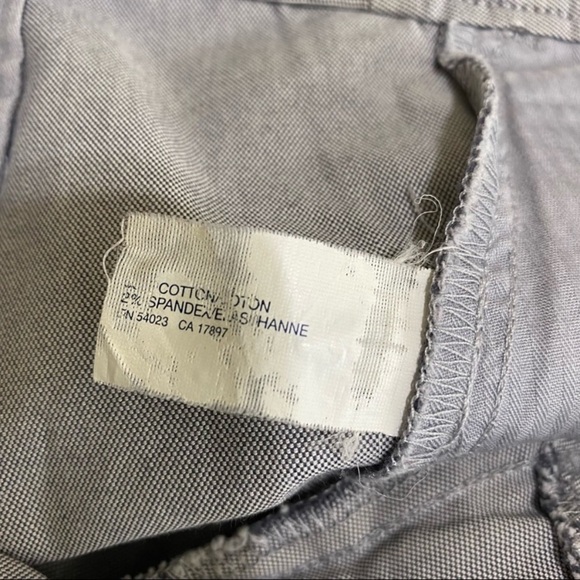 COTTON/COTON
2% SPANDEX/ELASTHANNE
RN 54023 CA 17897